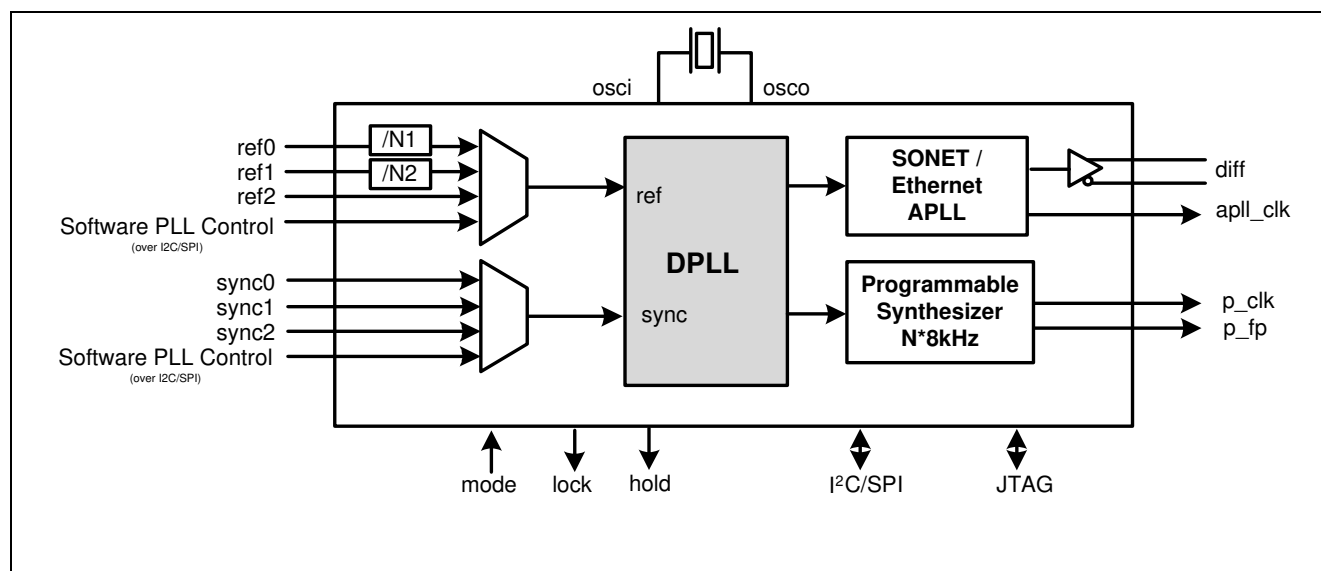 osci
osco
ref0
/N1
ref1
/N2
ref2
Software PLL Control
(over I2C/SPI)
sync0
sync1
sync2
Software PLL Control
(over I2C/SPI)
ref
DPLL
sync
SONET /
Ethernet
APLL
diff
apll_clk
Programmable
Synthesizer
N*8kHz
p_clk
p_fp
mode
lock
hold
I²C/SPI
JTAG